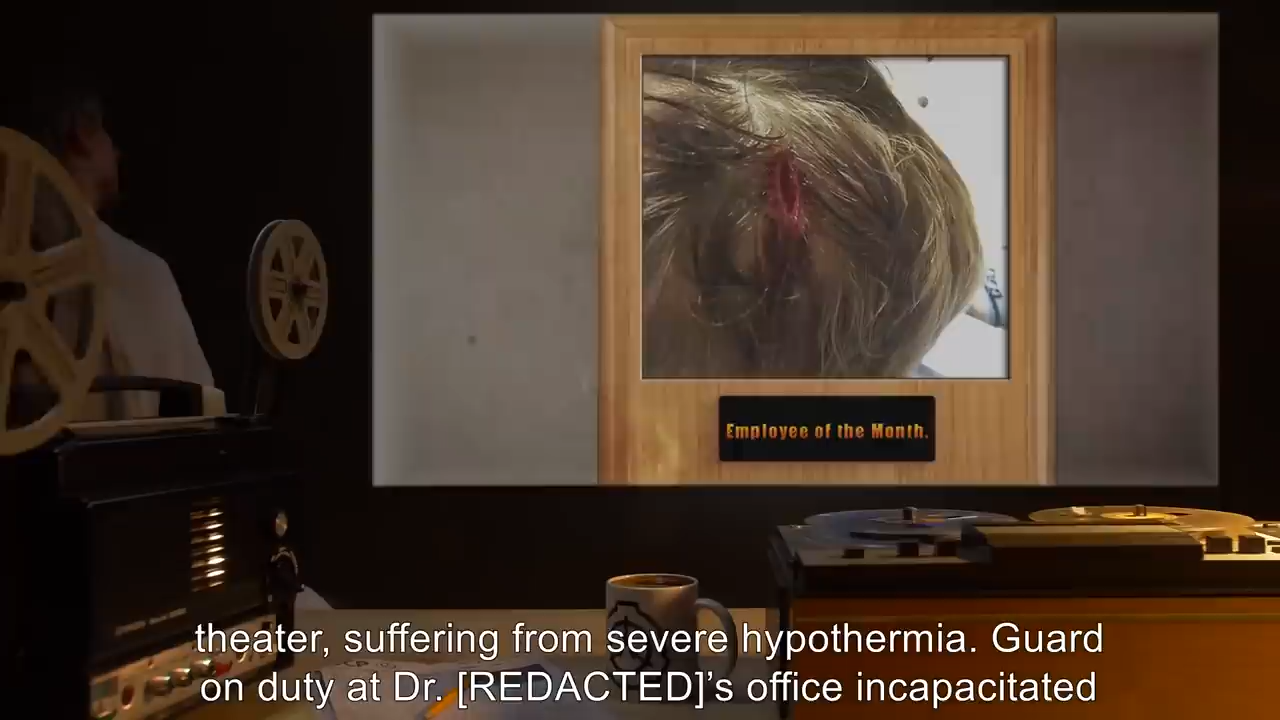 Employee of the Month.
theater, suffering from severe hypothermia. Guard
on duty at Dr. [REDACTED]’s office incapacitated